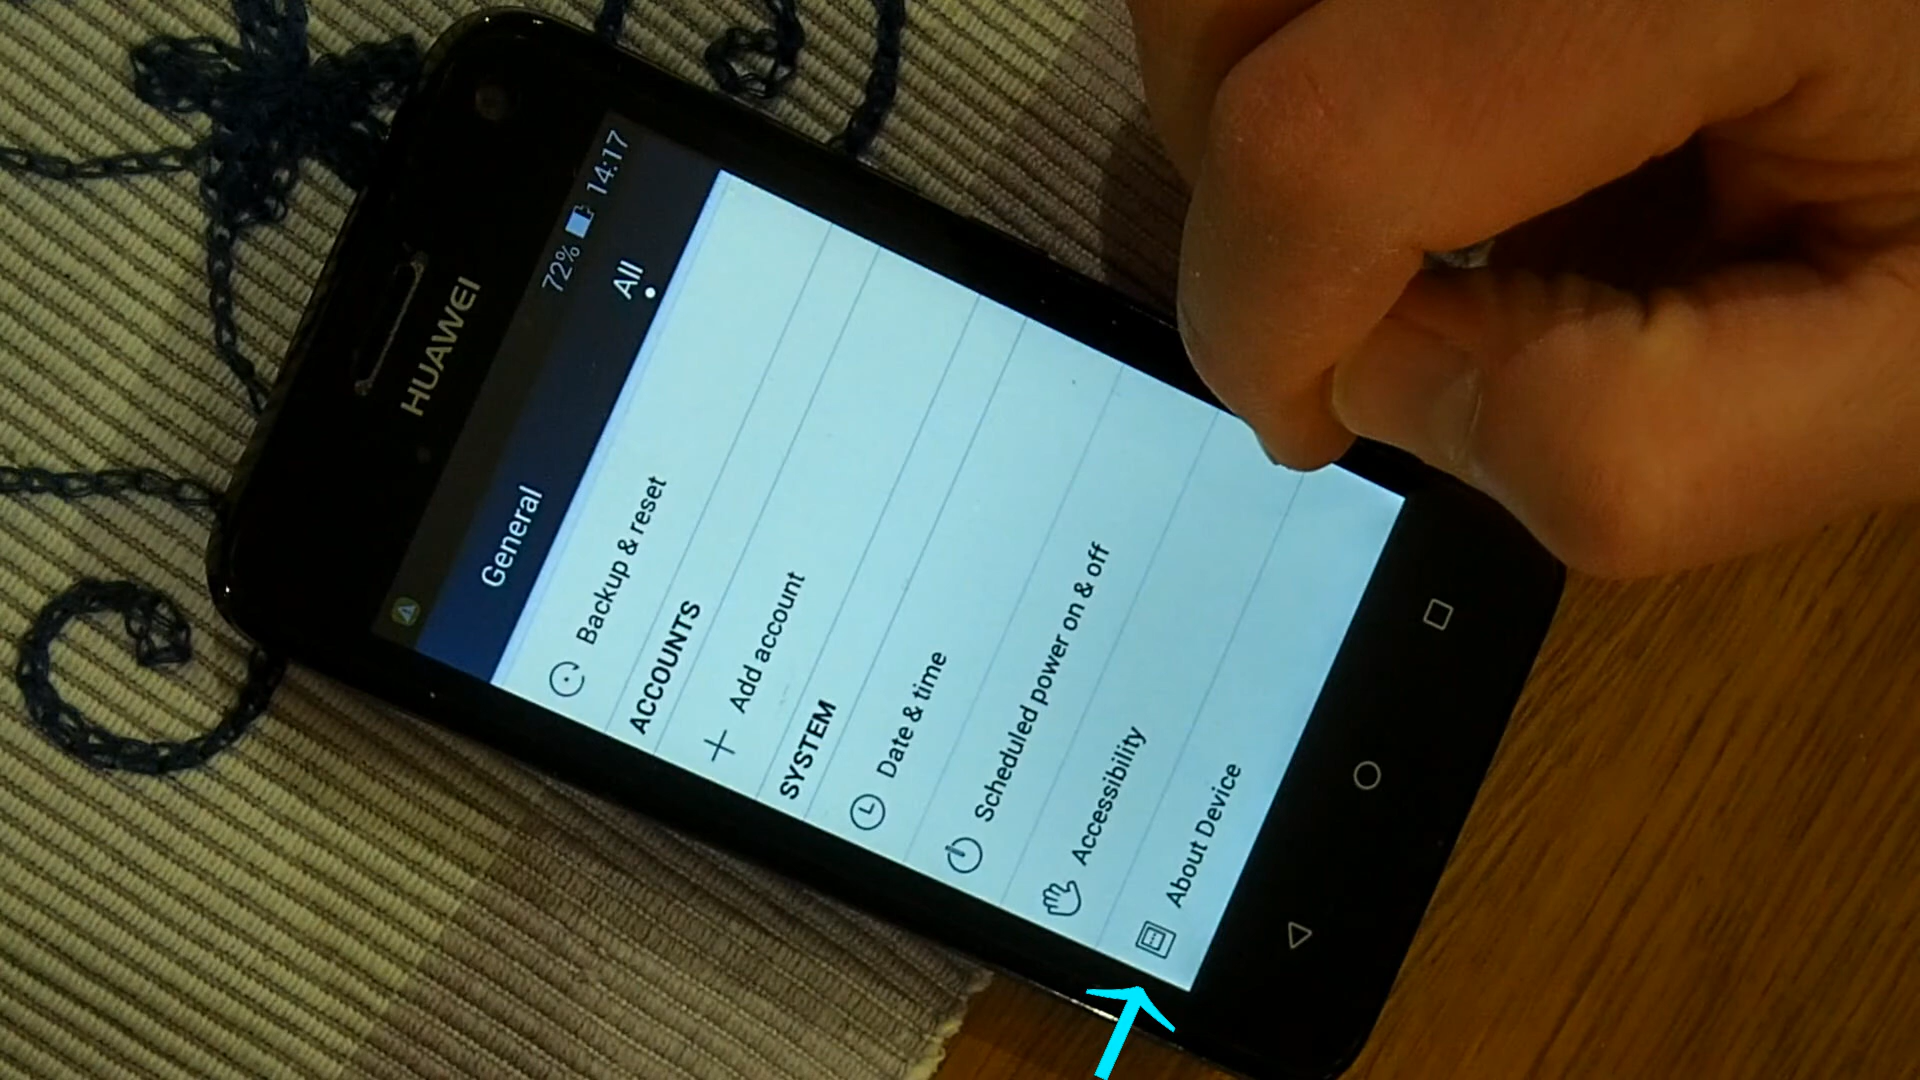 HUAWEI
72% 14:17
General All
Backup & reset
ACCOUNTS
Add account
SYSTEM
Date & time
Scheduled power on & off
Accessibility
About Device